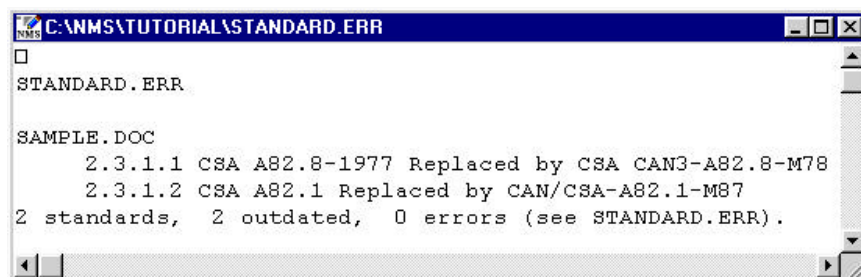 NMS C:\NMS\TUTORIAL\STANDARD.ERR
STANDARD.ERR
SAMPLE.DOC
2.3.1.1 CSA A82.8-1977 Replaced by CSA CAN3-A82.8-M78
2.3.1.2 CSA A82.1 Replaced by CAN/CSA-A82.1-M87
2 standards, 2 outdated, 0 errors (see STANDARD.ERR).